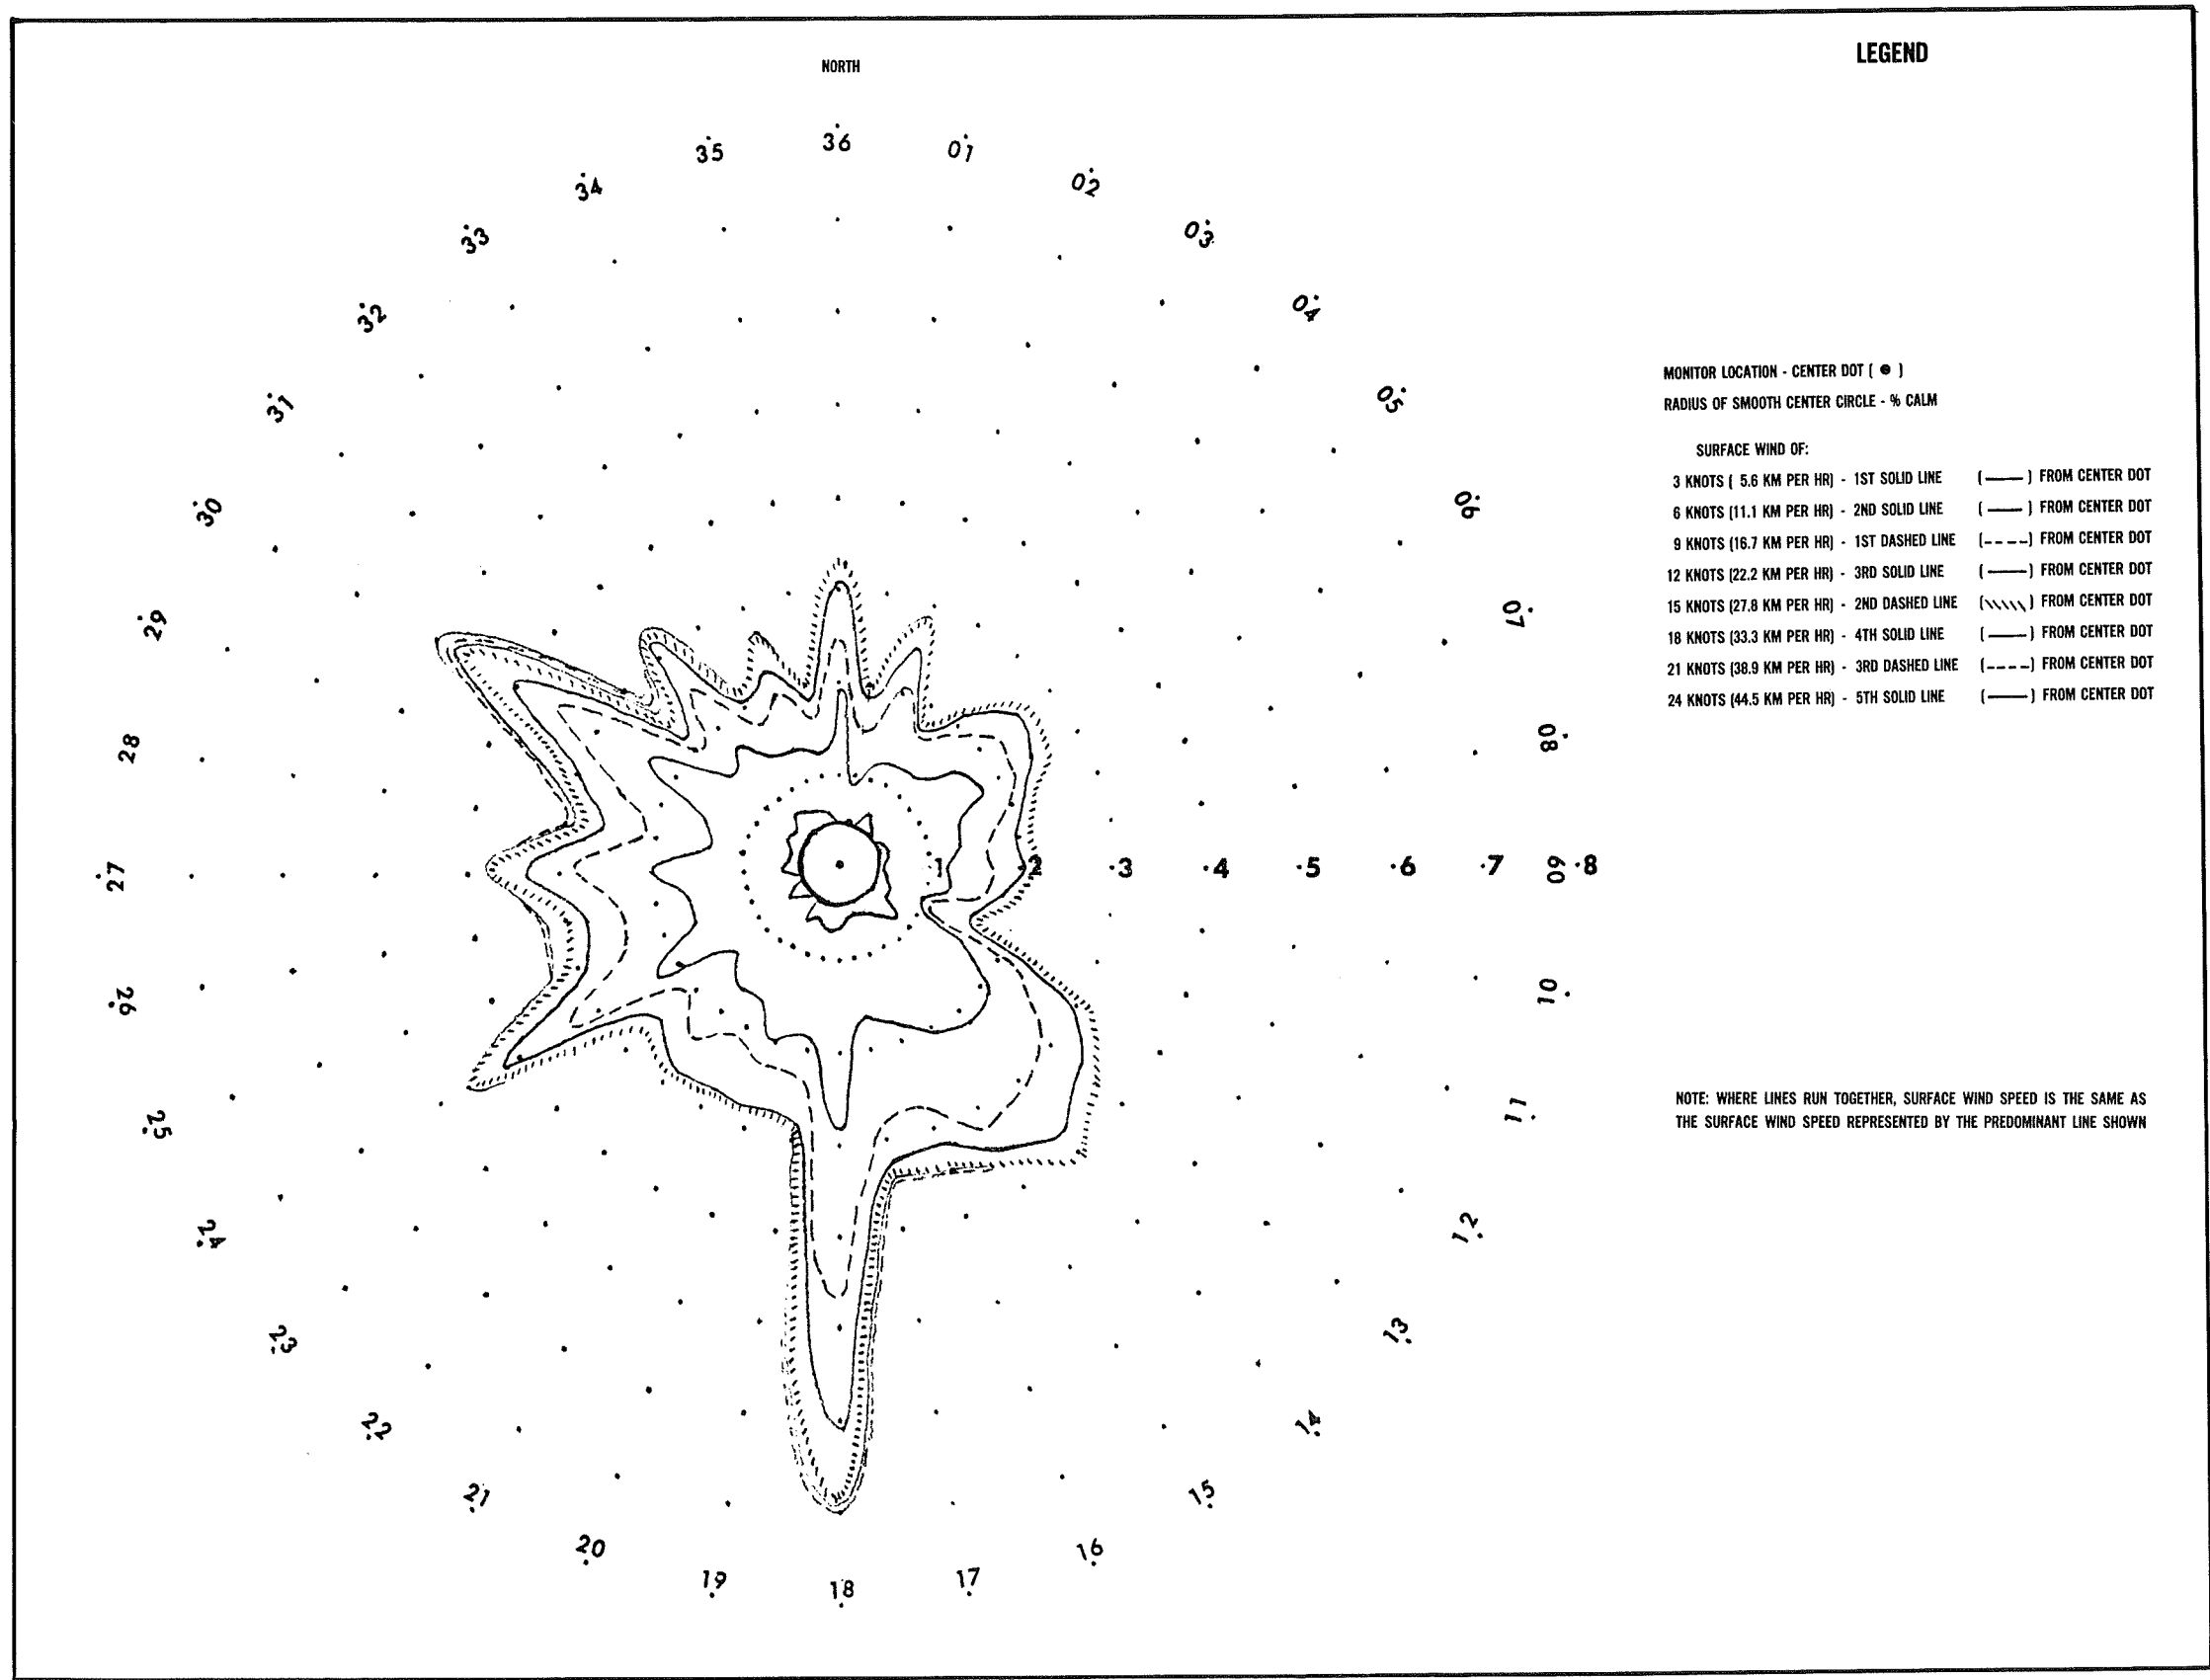 LEGEND
NORTH
36
35
01
34
02
33
03
32
04
31
05
30
06
29
07
28
08
27
1 2 .3 .4 .5 .6 .7 09 .8
26
10
25
11
24
12
23
13
22
14
21
15
20
16
19
17
18
MONITOR LOCATION - CENTER DOT ( ● )
RADIUS OF SMOOTH CENTER CIRCLE - % CALM
SURFACE WIND OF:
3 KNOTS ( 5.6 KM PER HR) - 1ST SOLID LINE (——) FROM CENTER DOT
6 KNOTS (11.1 KM PER HR) - 2ND SOLID LINE (——) FROM CENTER DOT
9 KNOTS (16.7 KM PER HR) - 1ST DASHED LINE (----) FROM CENTER DOT
12 KNOTS (22.2 KM PER HR) - 3RD SOLID LINE (——) FROM CENTER DOT
15 KNOTS (27.8 KM PER HR) - 2ND DASHED LINE (\\\\\) FROM CENTER DOT
18 KNOTS (33.3 KM PER HR) - 4TH SOLID LINE (——) FROM CENTER DOT
21 KNOTS (38.9 KM PER HR) - 3RD DASHED LINE (----) FROM CENTER DOT
24 KNOTS (44.5 KM PER HR) - 5TH SOLID LINE (——) FROM CENTER DOT
NOTE: WHERE LINES RUN TOGETHER, SURFACE WIND SPEED IS THE SAME AS
THE SURFACE WIND SPEED REPRESENTED BY THE PREDOMINANT LINE SHOWN